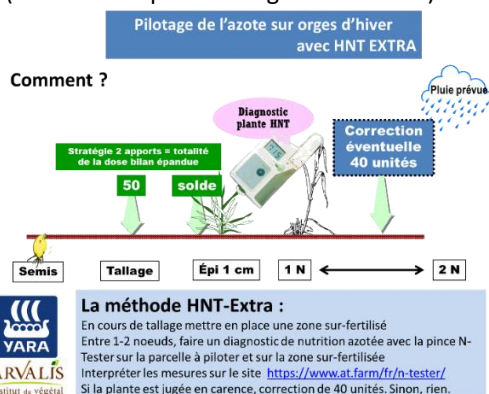 Pilotage de l'azote sur orges d'hiver
avec HNT EXTRA
Comment ?
Pluie prévue
Diagnostic
plante HNT
Correction
éventuelle
40 unités
Stratégie 2 apports = totalité
de la dose bilan épandue
50
solde
Semis
Tallage
Épi 1 cm
1 N
2 N
YARA
ARVALIS
La méthode HNT-Extra :
En cours de tallage mettre en place une zone sur-fertilisé
Entre 1-2 noeuds, faire un diagnostic de nutrition azotée avec la pince N-
Tester sur la parcelle à piloter et sur la zone sur-fertilisée
Interpréter les mesures sur le site https://www.at.farm/fr/n-tester/
Si la plante est jugée en carence, correction de 40 unités. Sinon, rien.